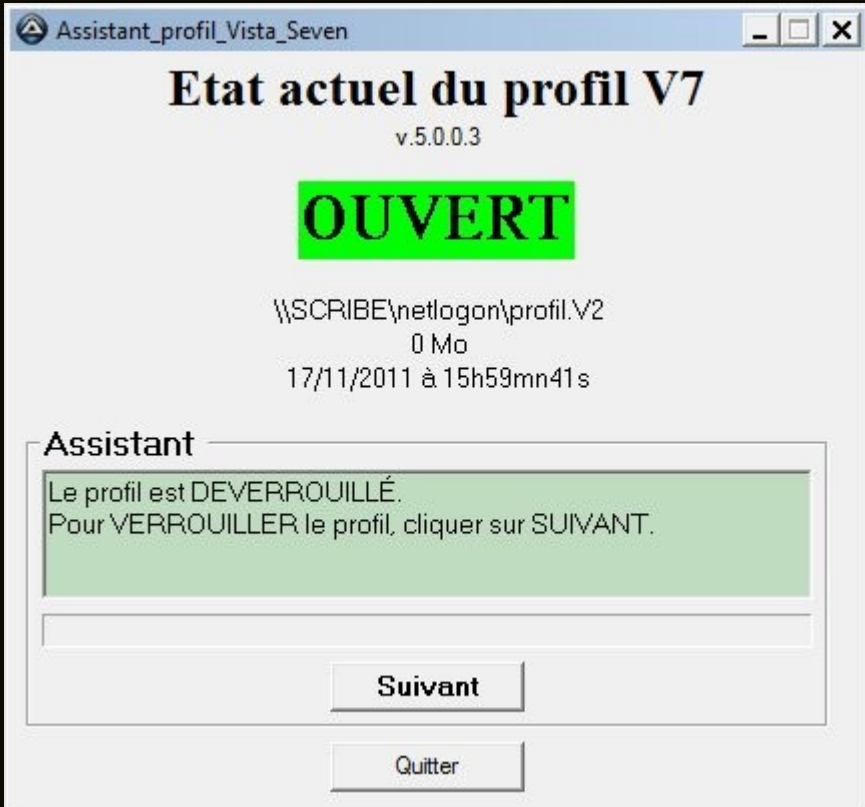 Assistant_profil_Vista_Seven
Etat actuel du profil V7
v.5.0.0.3
OUVERT
\\SCRIBE\netlogon\profil.V2
0 Mo
17/11/2011 à 15h59mn41s
Assistant
Le profil est DEVERROUILLÉ.
Pour VERROUILLER le profil, cliquer sur SUIVANT.
Suivant
Quitter